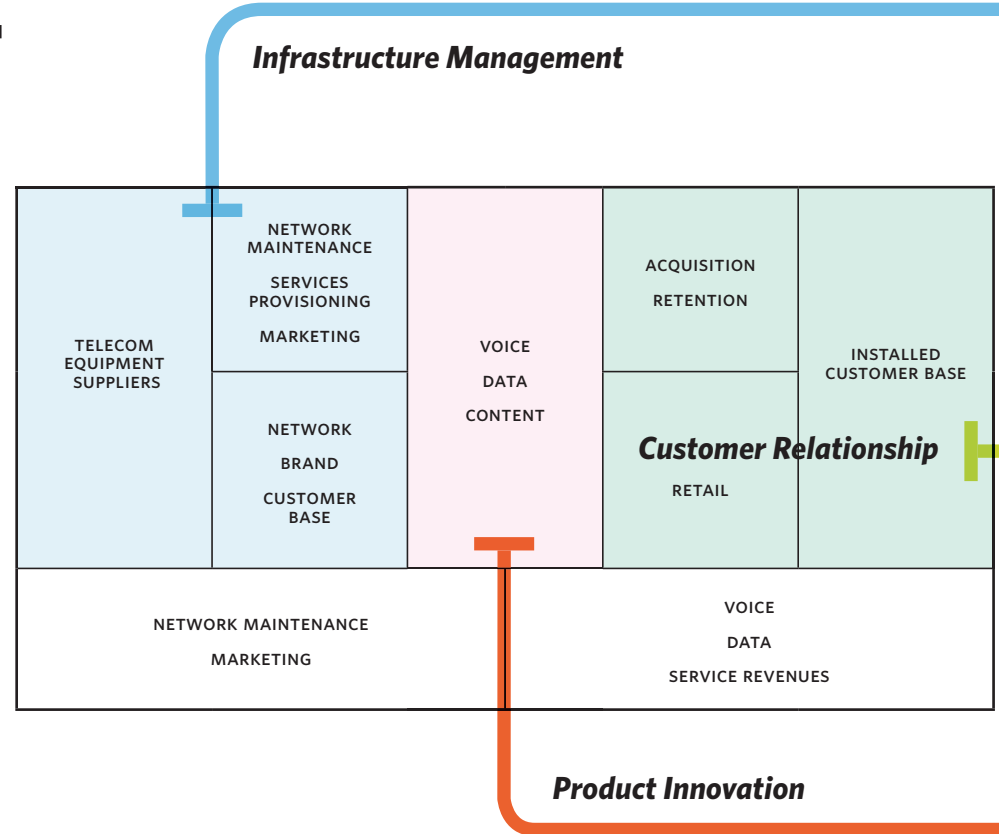 Infrastructure Management
TELECOM
EQUIPMENT
SUPPLIERS
NETWORK
MAINTENANCE
SERVICES
PROVISIONING
MARKETING
NETWORK
BRAND
CUSTOMER
BASE
VOICE
DATA
CONTENT
ACQUISITION
RETENTION
Customer Relationship
RETAIL
INSTALLED
CUSTOMER BASE
NETWORK MAINTENANCE
MARKETING
VOICE
DATA
SERVICE REVENUES
Product Innovation